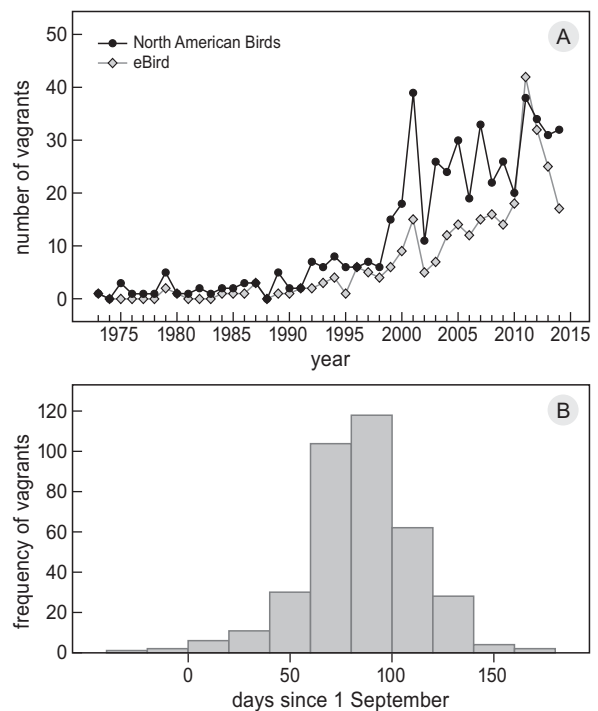 50
40
30
20
10
0
number of vagrants
North American Birds
eBird
A
1975 1980 1985 1990 1995 2000 2005 2010 2015
year
120
100
80
60
40
20
0
frequency of vagrants
B
0 50 100 150
days since 1 September